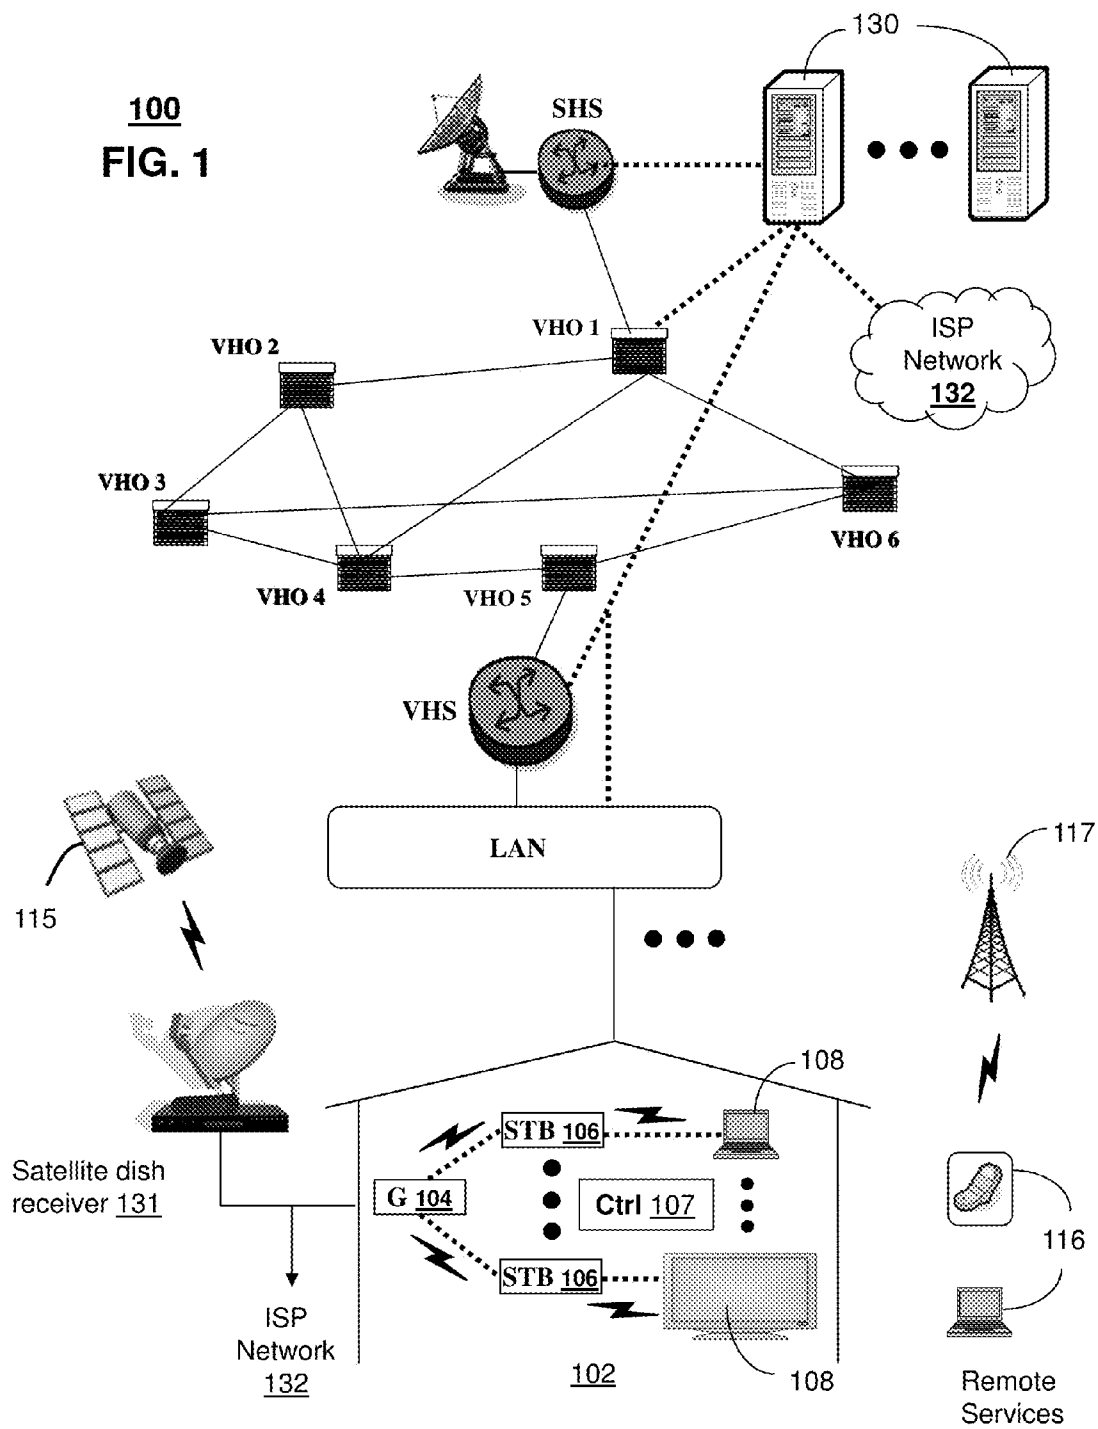 130
100
FIG. 1
SHS
ISP
Network
132
VHO 1
VHO 2
VHO 3
VHO 6
VHO 4
VHO 5
VHS
LAN
117
115
108
STB 106
Satellite dish
receiver 131
G 104
Ctrl 107
116
STB 106
ISP
Network
132
102
108
Remote
Services